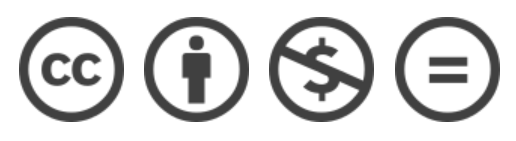 cc $ =